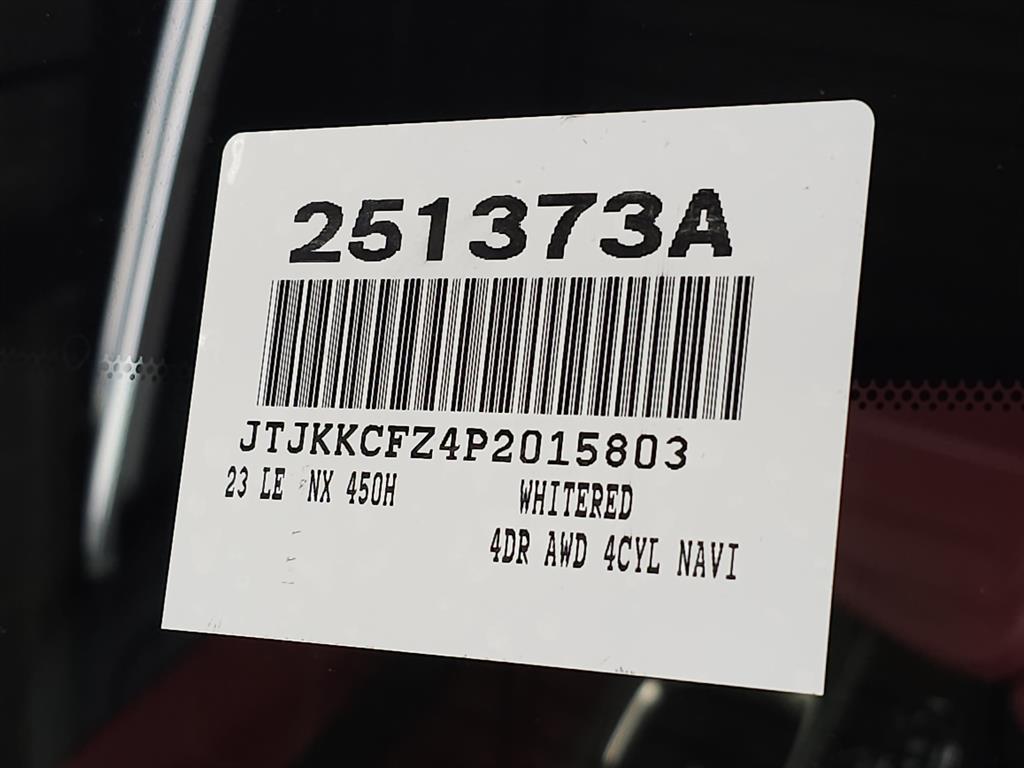 251373A
JTJKKCFZ4P2015803
23 LE NX 450H WHITERED
4DR AWD 4CYL NAVI